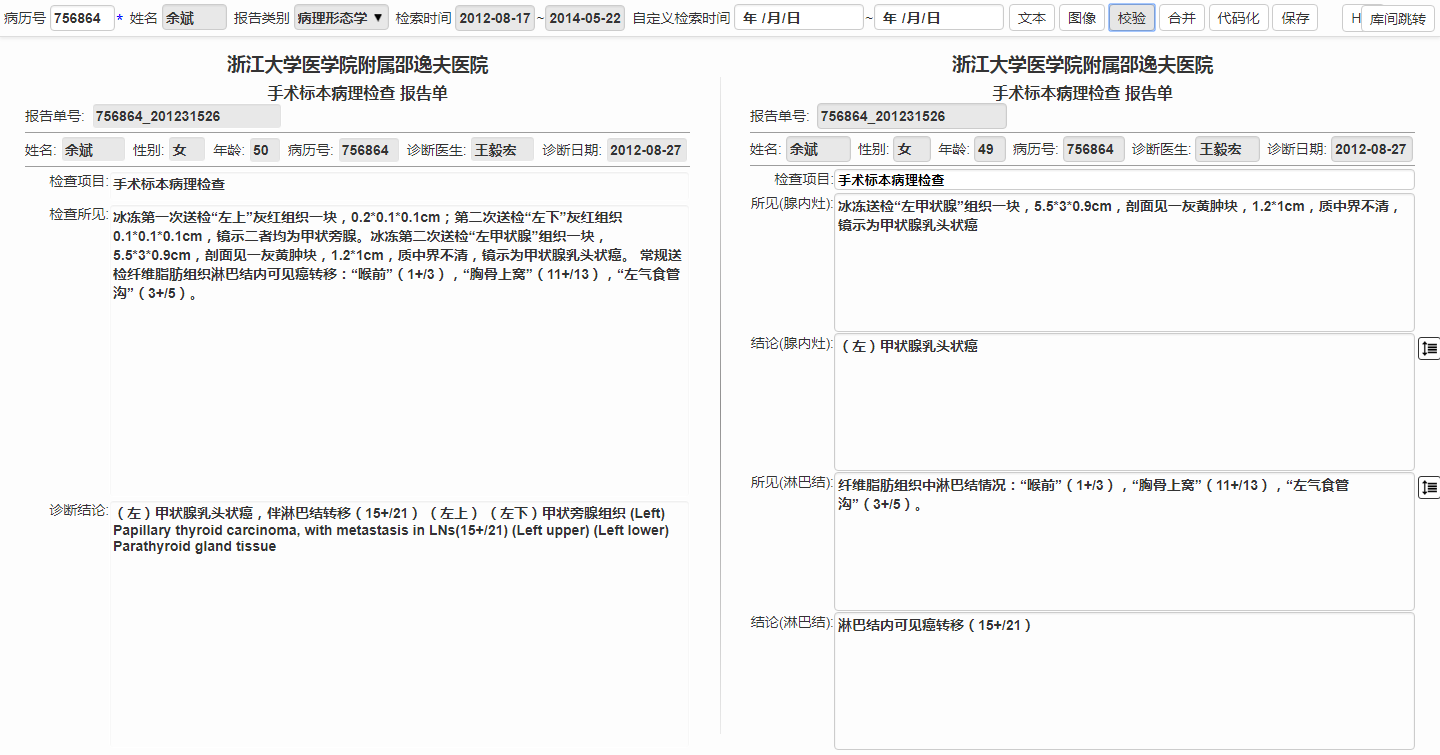 病历号 756864 * 姓名 余斌 报告类别 病理形态学 ▼ 检索时间 2012-08-17 ~ 2014-05-22 自定义检索时间 年 /月/日 ~ 年 /月/日 文本 图像 校验 合并 代码化 保存 H 库间跳转
浙江大学医学院附属邵逸夫医院
手术标本病理检查 报告单
报告单号: 756864_201231526
姓名: 余斌 性别: 女 年龄: 50 病历号: 756864 诊断医生: 王毅宏 诊断日期: 2012-08-27
检查项目: 手术标本病理检查
检查所见: 冰冻第一次送检“左上”灰红组织一块，0.2*0.1*0.1cm；第二次送检“左下”灰红组织
0.1*0.1*0.1cm，镜示二者均为甲状旁腺。冰冻第二次送检“左甲状腺”组织一块，
5.5*3*0.9cm，剖面见一灰黄肿块，1.2*1cm，质中界不清，镜示为甲状腺乳头状癌。 常规送
检纤维脂肪组织淋巴结内可见癌转移：“喉前”（1+/3），“胸骨上窝”（11+/13），“左气食管
沟”（3+/5）。
诊断结论: （左）甲状腺乳头状癌，伴淋巴结转移（15+/21）（左上）（左下）甲状旁腺组织 (Left)
Papillary thyroid carcinoma, with metastasis in LNs(15+/21) (Left upper) (Left lower)
Parathyroid gland tissue
浙江大学医学院附属邵逸夫医院
手术标本病理检查 报告单
报告单号: 756864_201231526
姓名: 余斌 性别: 女 年龄: 49 病历号: 756864 诊断医生: 王毅宏 诊断日期: 2012-08-27
检查项目: 手术标本病理检查
所见(腺内灶): 冰冻送检“左甲状腺”组织一块，5.5*3*0.9cm，剖面见一灰黄肿块，1.2*1cm，质中界不清，
镜示为甲状腺乳头状癌
结论(腺内灶): （左）甲状腺乳头状癌
所见(淋巴结): 纤维脂肪组织中淋巴结情况：“喉前”（1+/3），“胸骨上窝”（11+/13），“左气食管
沟”（3+/5）。
结论(淋巴结): 淋巴结内可见癌转移（15+/21）